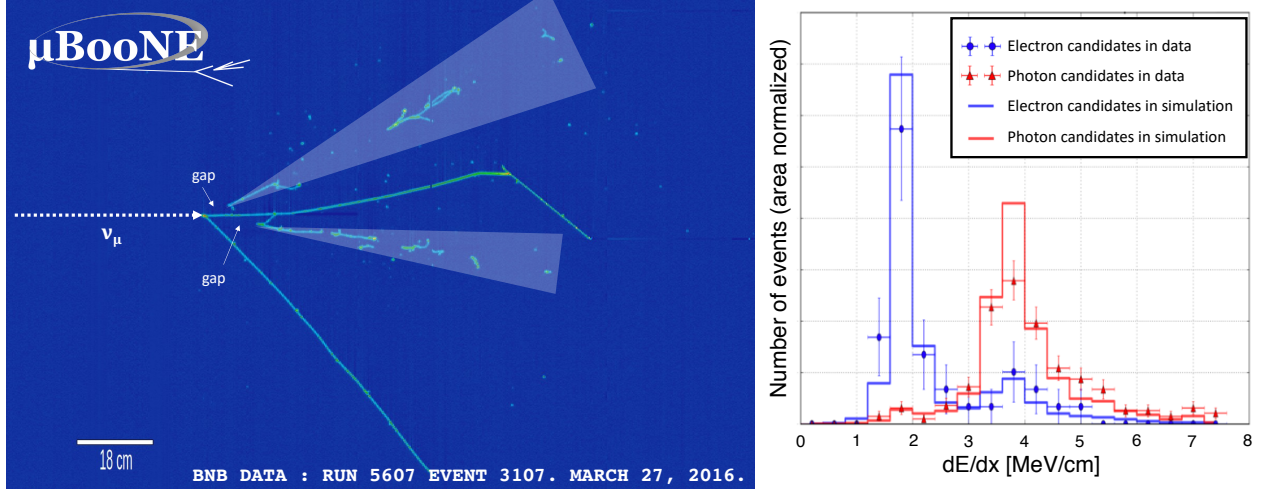 μBooNE
gap
ν_μ
gap
18 cm
BNB DATA : RUN 5607 EVENT 3107. MARCH 27, 2016.
Number of events (area normalized)
Electron candidates in data
Photon candidates in data
Electron candidates in simulation
Photon candidates in simulation
0 1 2 3 4 5 6 7 8
dE/dx [MeV/cm]